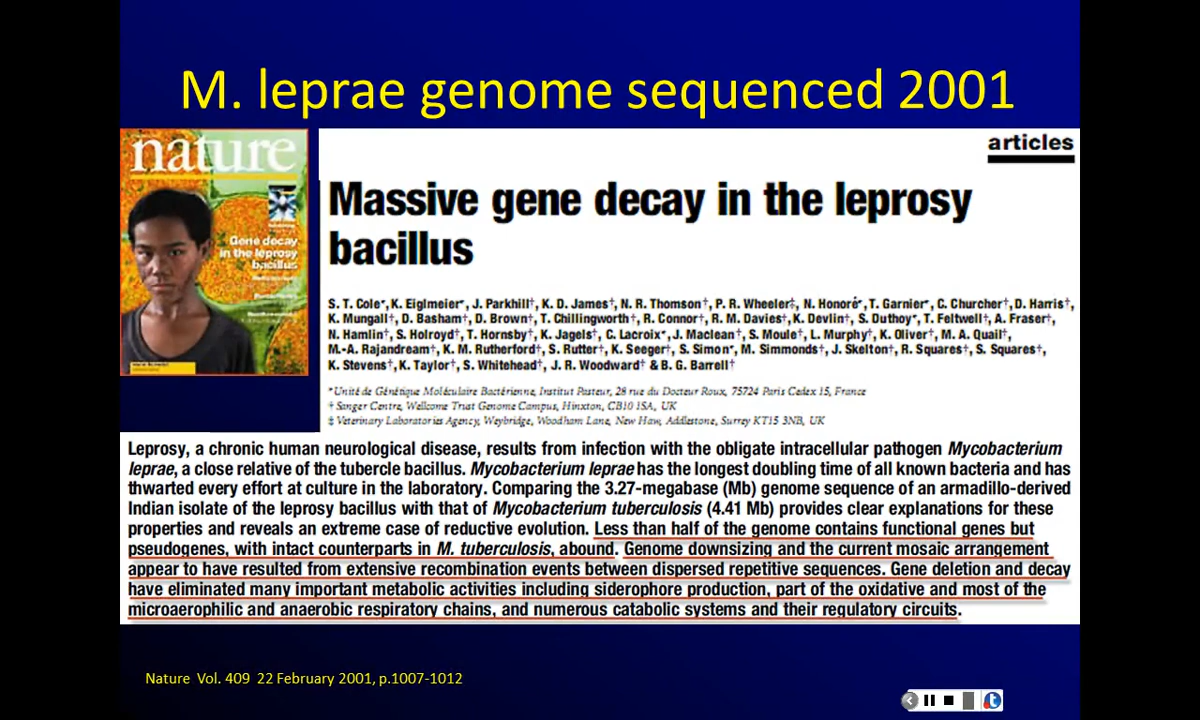 M. leprae genome sequenced 2001
nature
Gene decay
in the leprosy
bacillus
articles
Massive gene decay in the leprosy
bacillus
S. T. Cole*, K. Eiglmeier*, J. Parkhill†, K. D. James†, N. R. Thomson†, P. R. Wheeler‡, N. Honoré*, T. Garnier*, C. Churcher†, D. Harris†,
K. Mungall†, D. Basham†, D. Brown†, T. Chillingworth†, R. Connor†, R. M. Davies†, K. Devlin†, S. Duthoy*, T. Feltwell†, A. Fraser†,
N. Hamlin†, S. Holroyd†, T. Hornsby†, K. Jagels†, C. Lacroix*, J. Maclean†, S. Moule†, L. Murphy†, K. Oliver†, M. A. Quail†,
M.-A. Rajandream†, K. M. Rutherford†, S. Rutter†, K. Seeger†, S. Simon*, M. Simmonds†, J. Skelton†, R. Squares†, S. Squares†,
K. Stevens†, K. Taylor†, S. Whitehead†, J. R. Woodward† & B. G. Barrell†
*Unité de Génétique Moléculaire Bactérienne, Institut Pasteur, 28 rue du Docteur Roux, 75724 Paris Cedex 15, France
† Sanger Centre, Wellcome Trust Genome Campus, Hinxton, CB10 1SA, UK
‡ Veterinary Laboratories Agency, Weybridge, Woodham Lane, New Haw, Addlestone, Surrey KT15 3NB, UK
Leprosy, a chronic human neurological disease, results from infection with the obligate intracellular pathogen Mycobacterium
leprae, a close relative of the tubercle bacillus. Mycobacterium leprae has the longest doubling time of all known bacteria and has
thwarted every effort at culture in the laboratory. Comparing the 3.27-megabase (Mb) genome sequence of an armadillo-derived
Indian isolate of the leprosy bacillus with that of Mycobacterium tuberculosis (4.41 Mb) provides clear explanations for these
properties and reveals an extreme case of reductive evolution. Less than half of the genome contains functional genes but
pseudogenes, with intact counterparts in M. tuberculosis, abound. Genome downsizing and the current mosaic arrangement
appear to have resulted from extensive recombination events between dispersed repetitive sequences. Gene deletion and decay
have eliminated many important metabolic activities including siderophore production, part of the oxidative and most of the
microaerophilic and anaerobic respiratory chains, and numerous catabolic systems and their regulatory circuits.
Nature Vol. 409 22 February 2001, p.1007-1012